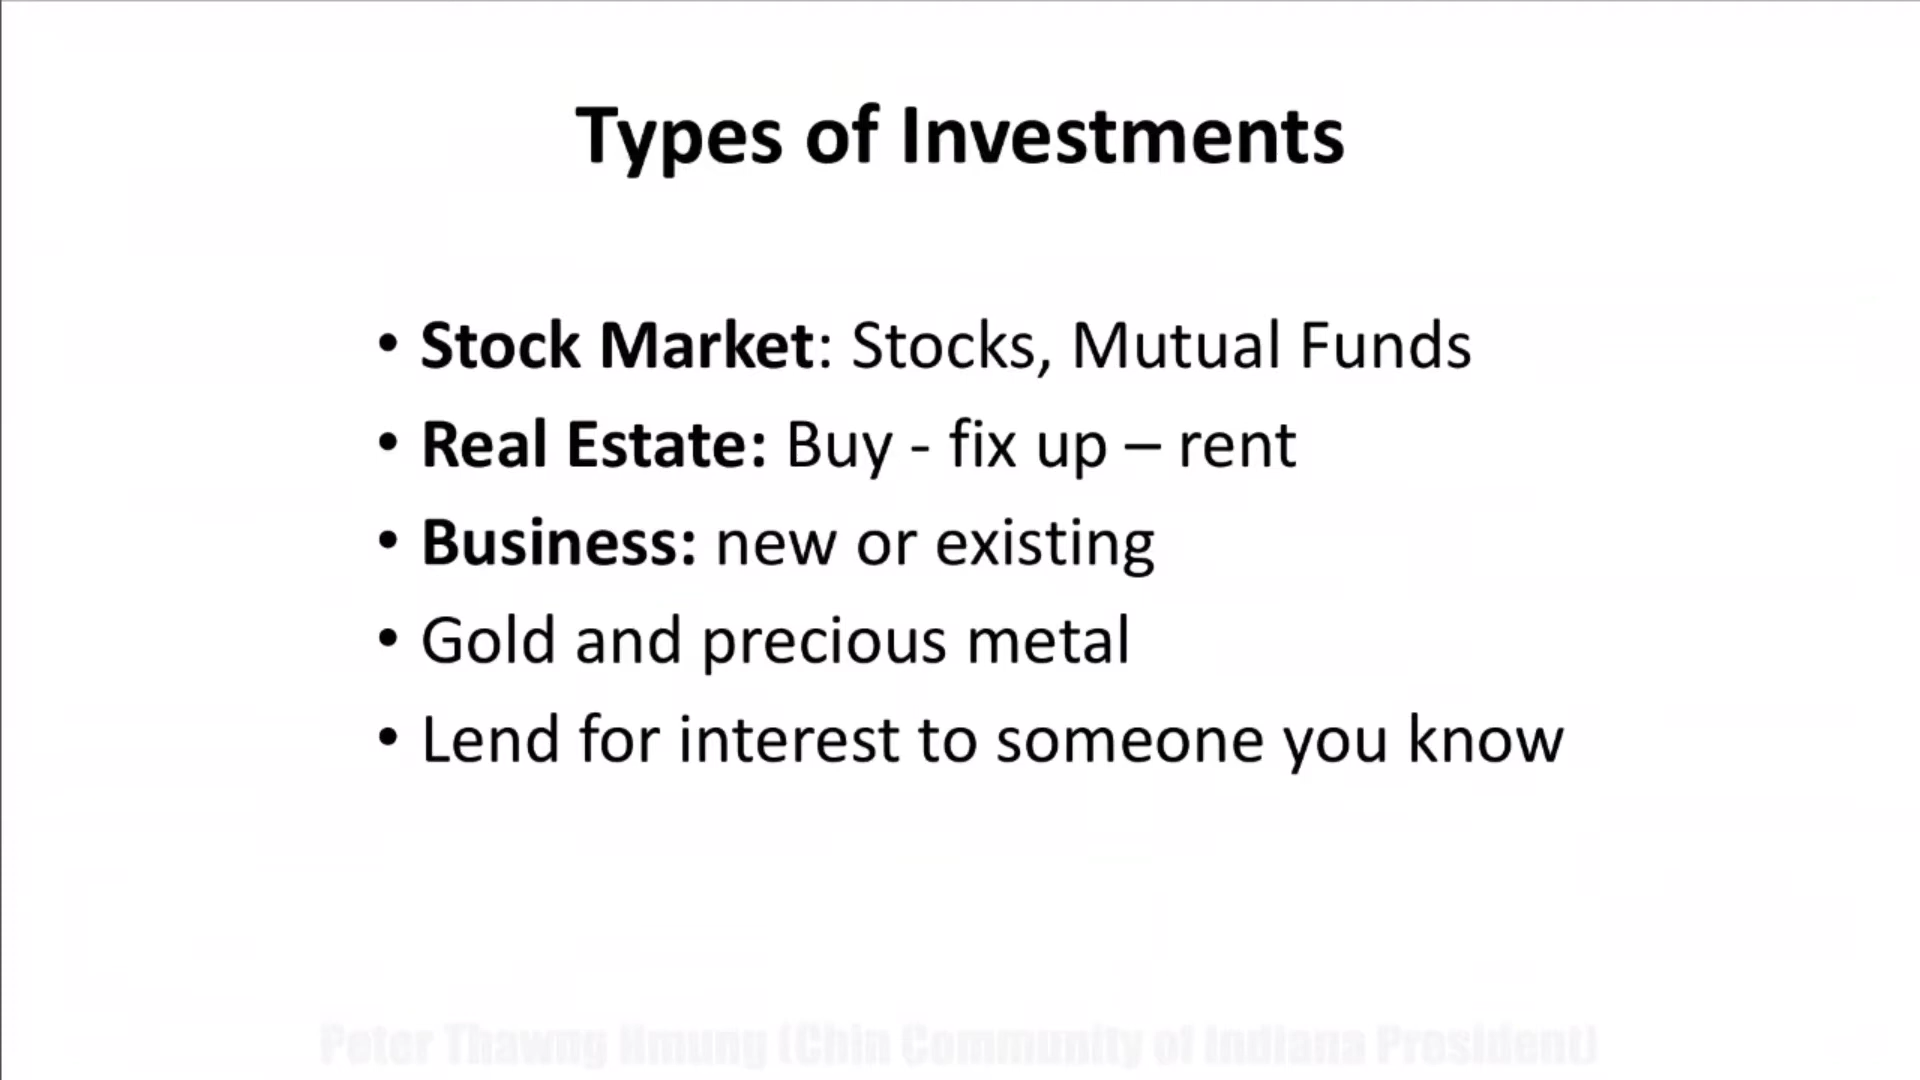 Types of Investments
• Stock Market: Stocks, Mutual Funds
• Real Estate: Buy - fix up – rent
• Business: new or existing
• Gold and precious metal
• Lend for interest to someone you know
Peter Thawng Hmung (Chin Community of Indiana President)